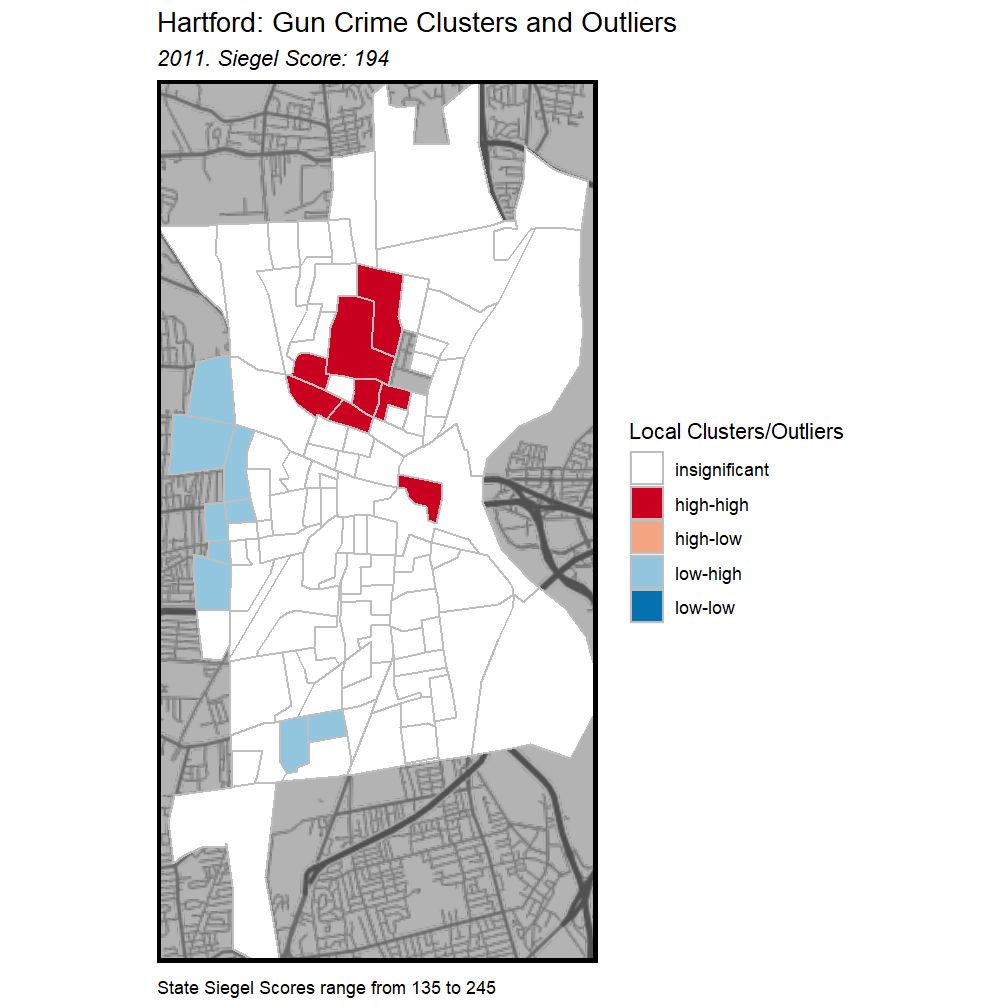 Hartford: Gun Crime Clusters and Outliers
2011. Siegel Score: 194
Local Clusters/Outliers
insignificant
high-high
high-low
low-high
low-low
State Siegel Scores range from 135 to 245